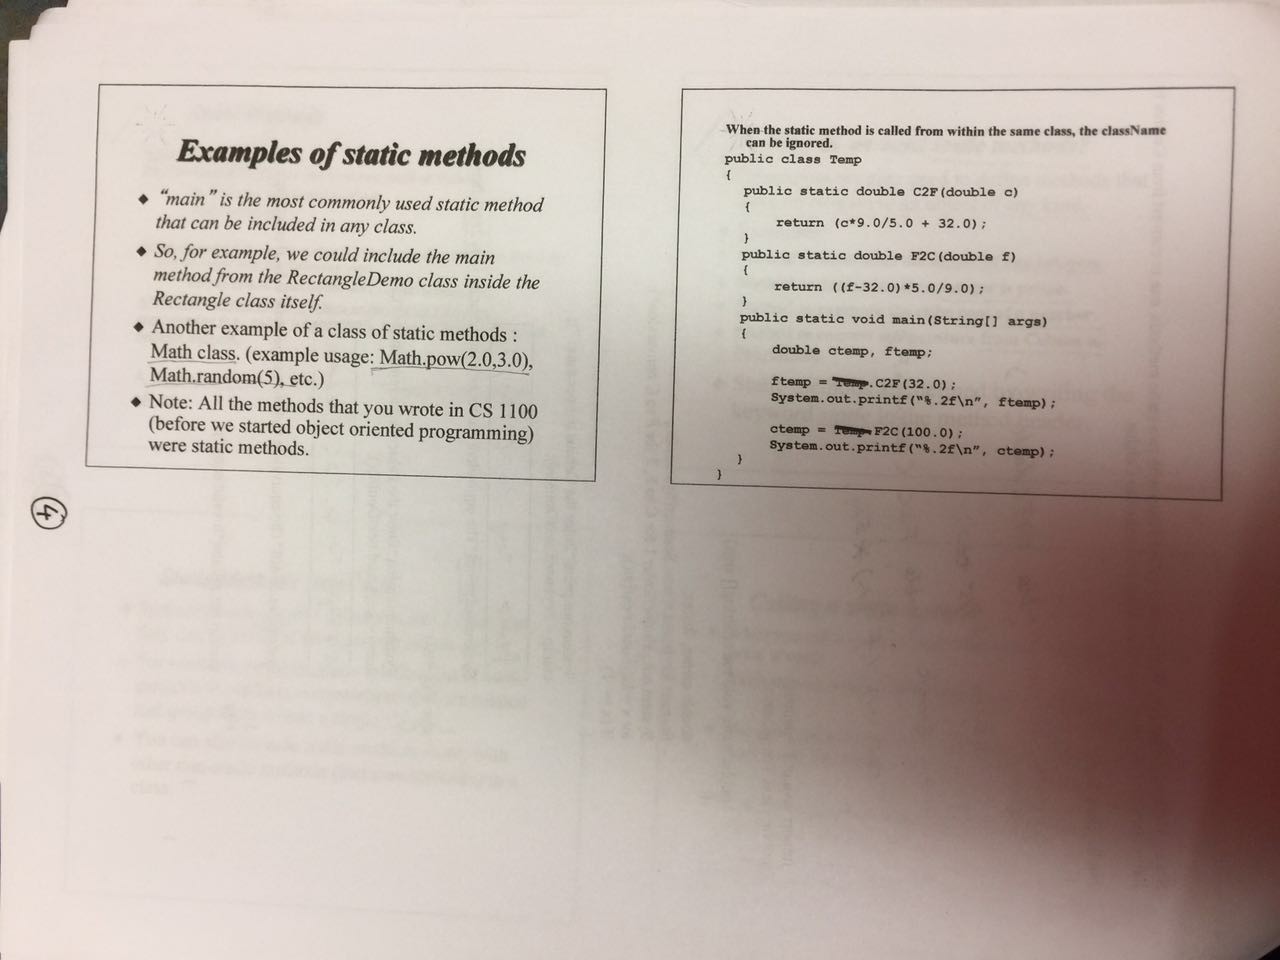 Examples of static methods
◆ "main" is the most commonly used static method
that can be included in any class.
◆ So, for example, we could include the main
method from the RectangleDemo class inside the
Rectangle class itself.
◆ Another example of a class of static methods :
Math class. (example usage: Math.pow(2.0,3.0),
Math.random(5), etc.)
◆ Note: All the methods that you wrote in CS 1100
(before we started object oriented programming)
were static methods.
4
When the static method is called from within the same class, the className
can be ignored.
public class Temp
{
public static double C2F(double c)
{
return (c*9.0/5.0 + 32.0);
}
public static double F2C(double f)
{
return ((f-32.0)*5.0/9.0);
}
public static void main(String[] args)
{
double ctemp, ftemp;
ftemp = Temp.C2F(32.0);
System.out.printf("%.2f\n", ftemp);
ctemp = Temp F2C(100.0);
System.out.printf("%.2f\n", ctemp);
}
}